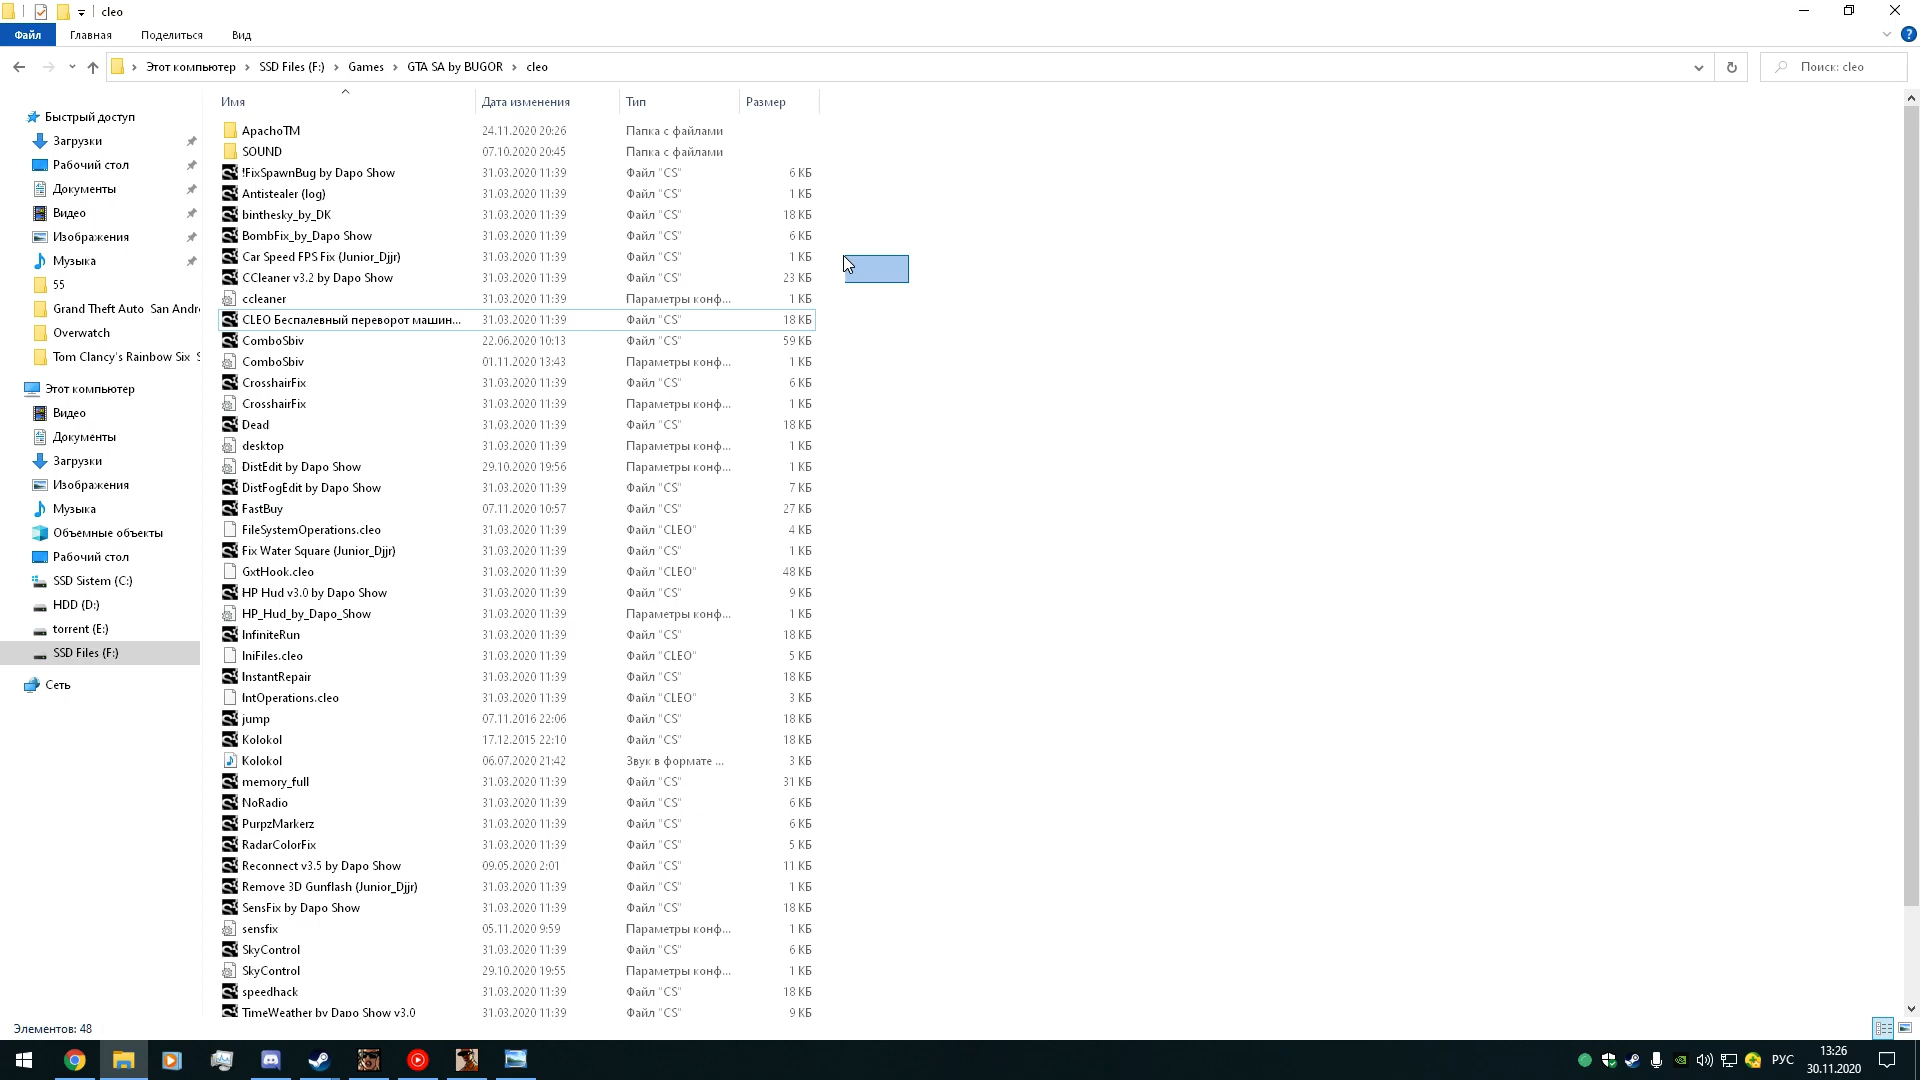 cleo
Файл Главная Поделиться Вид
Этот компьютер SSD Files (F:) Games GTA SA by BUGOR cleo
Поиск: cleo
Быстрый доступ
Загрузки
Рабочий стол
Документы
Видео
Изображения
Музыка
55
Grand Theft Auto San Andr
Overwatch
Tom Clancy's Rainbow Six S
Этот компьютер
Видео
Документы
Загрузки
Изображения
Музыка
Объемные объекты
Рабочий стол
SSD Sistem (C:)
HDD (D:)
torrent (E:)
SSD Files (F:)
Сеть
Имя Дата изменения Тип Размер
ApachoTM 24.11.2020 20:26 Папка с файлами
SOUND 07.10.2020 20:45 Папка с файлами
!FixSpawnBug by Dapo Show 31.03.2020 11:39 Файл "CS" 6 КБ
Antistealer (log) 31.03.2020 11:39 Файл "CS" 1 КБ
binthesky_by_DK 31.03.2020 11:39 Файл "CS" 18 КБ
BombFix_by_Dapo Show 31.03.2020 11:39 Файл "CS" 6 КБ
Car Speed FPS Fix (Junior_Djjr) 31.03.2020 11:39 Файл "CS" 1 КБ
CCleaner v3.2 by Dapo Show 31.03.2020 11:39 Файл "CS" 23 КБ
ccleaner 31.03.2020 11:39 Параметры конф... 1 КБ
CLEO Беспалевный переворот машин... 31.03.2020 11:39 Файл "CS" 18 КБ
ComboSbiv 22.06.2020 10:13 Файл "CS" 59 КБ
ComboSbiv 01.11.2020 13:43 Параметры конф... 1 КБ
CrosshairFix 31.03.2020 11:39 Файл "CS" 6 КБ
CrosshairFix 31.03.2020 11:39 Параметры конф... 1 КБ
Dead 31.03.2020 11:39 Файл "CS" 18 КБ
desktop 31.03.2020 11:39 Параметры конф... 1 КБ
DistEdit by Dapo Show 29.10.2020 19:56 Параметры конф... 1 КБ
DistFogEdit by Dapo Show 31.03.2020 11:39 Файл "CS" 7 КБ
FastBuy 07.11.2020 10:57 Файл "CS" 27 КБ
FileSystemOperations.cleo 31.03.2020 11:39 Файл "CLEO" 4 КБ
Fix Water Square (Junior_Djjr) 31.03.2020 11:39 Файл "CS" 1 КБ
GxtHook.cleo 31.03.2020 11:39 Файл "CLEO" 48 КБ
HP Hud v3.0 by Dapo Show 31.03.2020 11:39 Файл "CS" 9 КБ
HP_Hud_by_Dapo_Show 31.03.2020 11:39 Параметры конф... 1 КБ
InfiniteRun 31.03.2020 11:39 Файл "CS" 18 КБ
IniFiles.cleo 31.03.2020 11:39 Файл "CLEO" 5 КБ
InstantRepair 31.03.2020 11:39 Файл "CS" 18 КБ
IntOperations.cleo 31.03.2020 11:39 Файл "CLEO" 3 КБ
jump 07.11.2016 22:06 Файл "CS" 18 КБ
Kolokol 17.12.2015 22:10 Файл "CS" 18 КБ
Kolokol 06.07.2020 21:42 Звук в формате ... 3 КБ
memory_full 31.03.2020 11:39 Файл "CS" 31 КБ
NoRadio 31.03.2020 11:39 Файл "CS" 6 КБ
PurpzMarkerz 31.03.2020 11:39 Файл "CS" 6 КБ
RadarColorFix 31.03.2020 11:39 Файл "CS" 5 КБ
Reconnect v3.5 by Dapo Show 09.05.2020 2:01 Файл "CS" 11 КБ
Remove 3D Gunflash (Junior_Djjr) 31.03.2020 11:39 Файл "CS" 1 КБ
SensFix by Dapo Show 31.03.2020 11:39 Файл "CS" 18 КБ
sensfix 05.11.2020 9:59 Параметры конф... 1 КБ
SkyControl 31.03.2020 11:39 Файл "CS" 6 КБ
SkyControl 29.10.2020 19:55 Параметры конф... 1 КБ
speedhack 31.03.2020 11:39 Файл "CS" 18 КБ
TimeWeather by Dapo Show v3.0 31.03.2020 11:39 Файл "CS" 9 КБ
Элементов: 48
РУС
13:26
30.11.2020